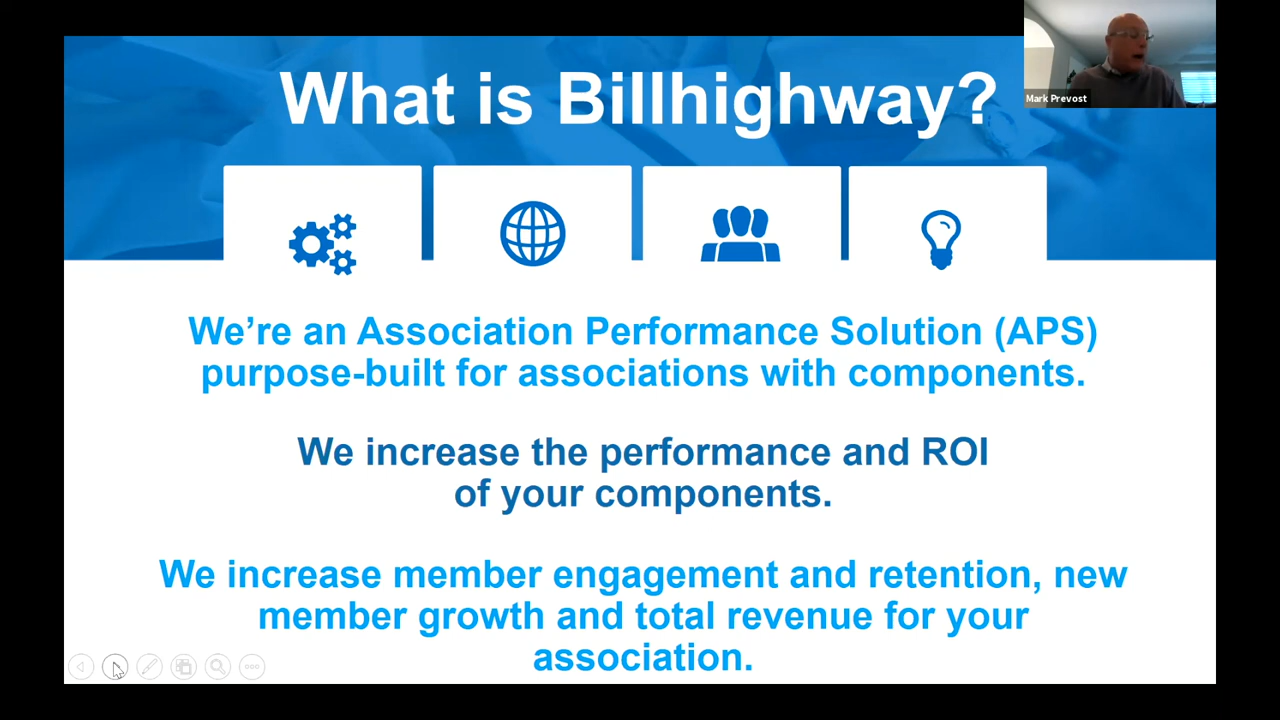 What is Billhighway?
Mark Prevost
We’re an Association Performance Solution (APS)
purpose-built for associations with components.
We increase the performance and ROI
of your components.
We increase member engagement and retention, new
member growth and total revenue for your
association.